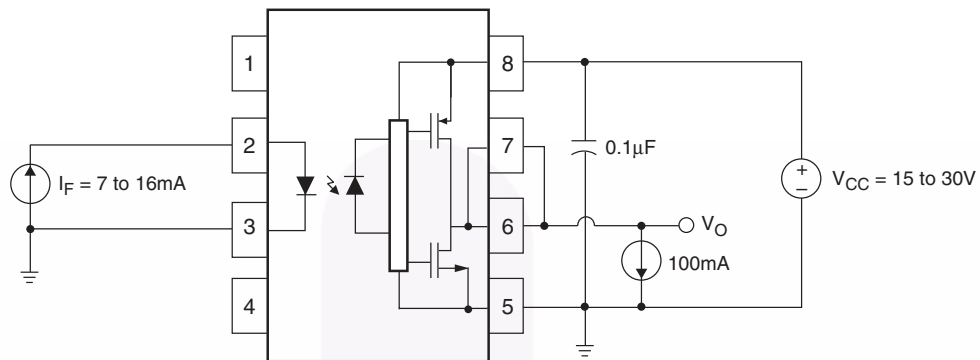 1
8
2
7
I_F = 7 to 16mA
0.1µF
V_CC = 15 to 30V
+
–
3
6
V_O
100mA
4
5